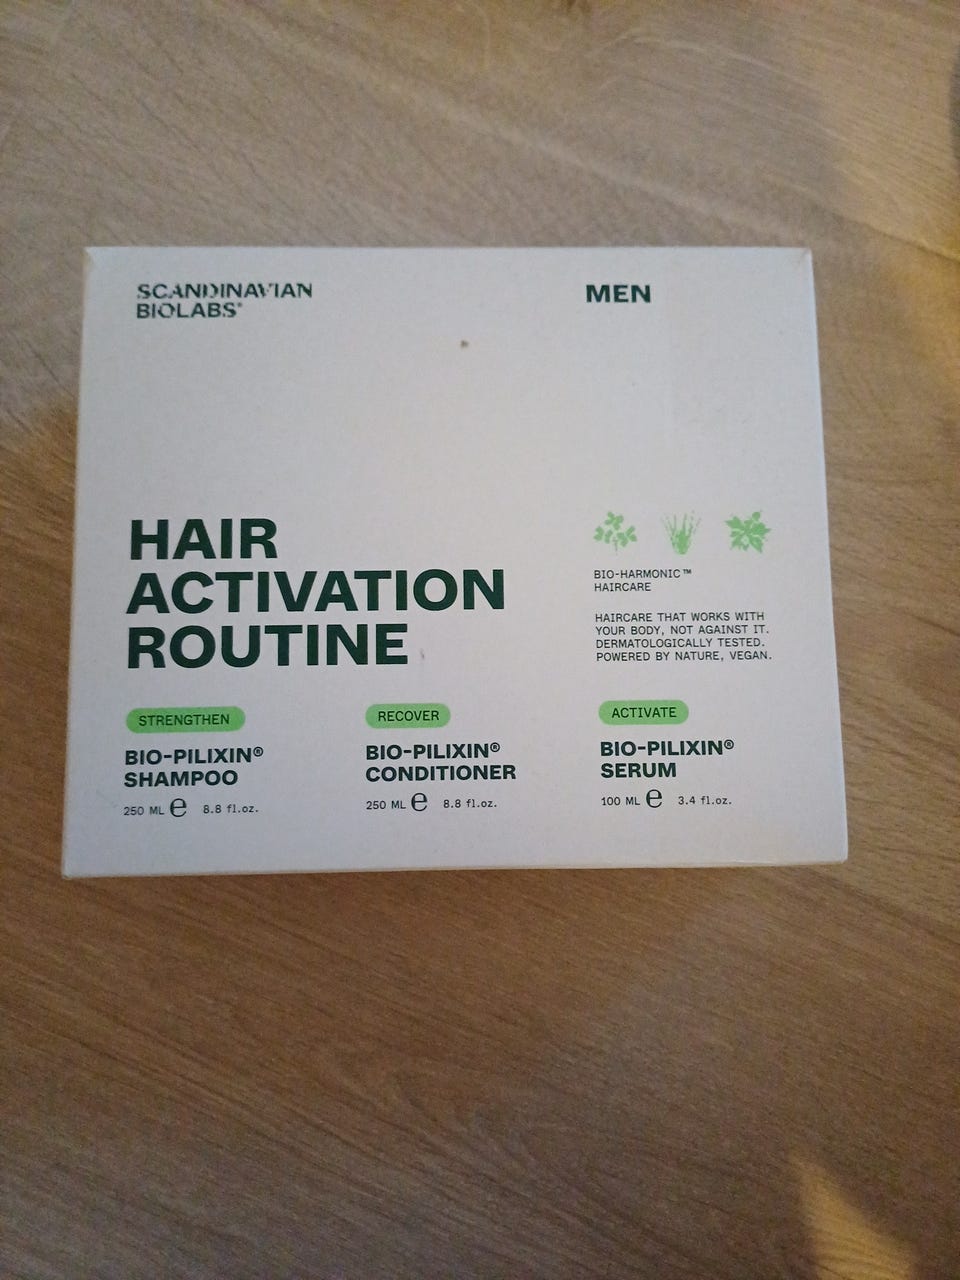 SCANDINAVIAN
BIOLABS®
MEN
HAIR
ACTIVATION
ROUTINE
BIO-HARMONIC™
HAIRCARE
HAIRCARE THAT WORKS WITH
YOUR BODY, NOT AGAINST IT.
DERMATOLOGICALLY TESTED.
POWERED BY NATURE, VEGAN.
STRENGTHEN
BIO-PILIXIN®
SHAMPOO
250 ML e 8.8 fl.oz.
RECOVER
BIO-PILIXIN®
CONDITIONER
250 ML e 8.8 fl.oz.
ACTIVATE
BIO-PILIXIN®
SERUM
100 ML e 3.4 fl.oz.